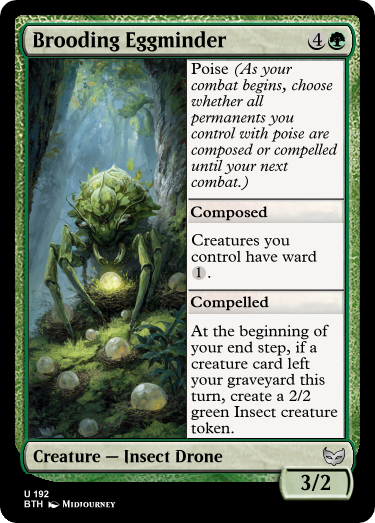 Brooding Eggminder 4
Poise (As your
combat begins, choose
whether all
permanents you
control with poise are
composed or compelled
until your next
combat.)
Composed
Creatures you
control have ward
1.
Compelled
At the beginning of
your end step, if a
creature card left
your graveyard this
turn, create a 2/2
green Insect creature
token.
Creature — Insect Drone
3/2
U 192
BTH Midjourney